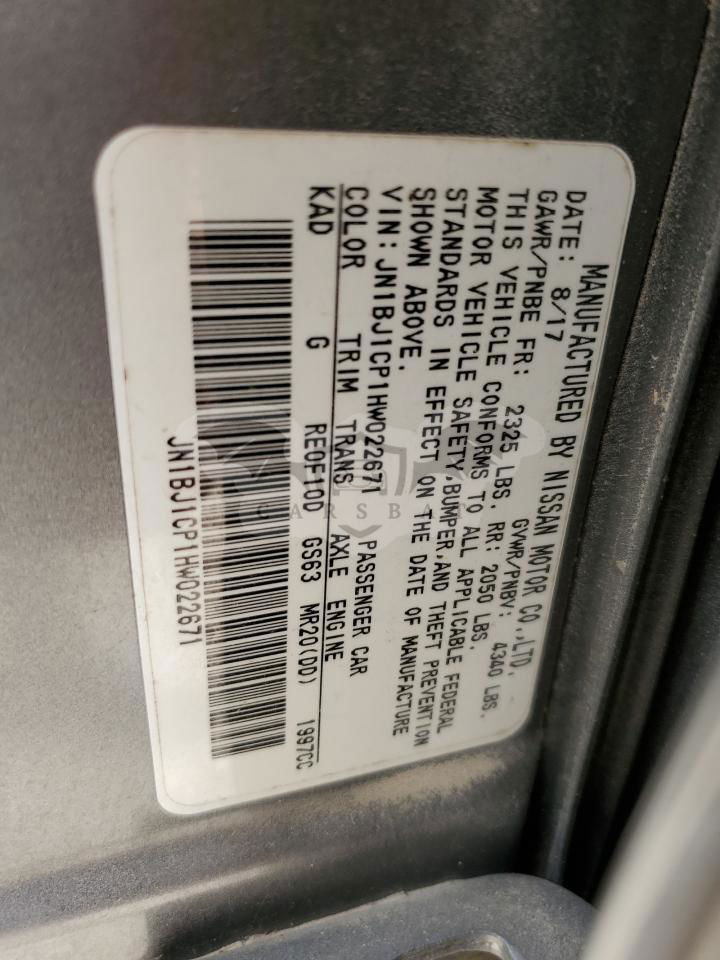 MANUFACTURED BY NISSAN MOTOR CO.,LTD.
DATE: 8/17 GVWR/PNBV: 4340 LBS.
GAWR/PNBE FR: 2325 LBS. RR: 2050 LBS.
THIS VEHICLE CONFORMS TO ALL APPLICABLE FEDERAL
MOTOR VEHICLE SAFETY,BUMPER,AND THEFT PREVENTION
STANDARDS IN EFFECT ON THE DATE OF MANUFACTURE
SHOWN ABOVE.
VIN: JN1BJ1CP1HW022671 PASSENGER CAR
COLOR TRIM TRANS AXLE ENGINE
KAD G RE0F10D GS63 MR20(DD) 1997CC
JN1BJ1CP1HW022671